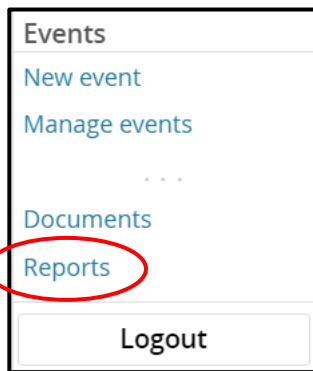 Events
New event
Manage events
. . .
Documents
Reports
Logout